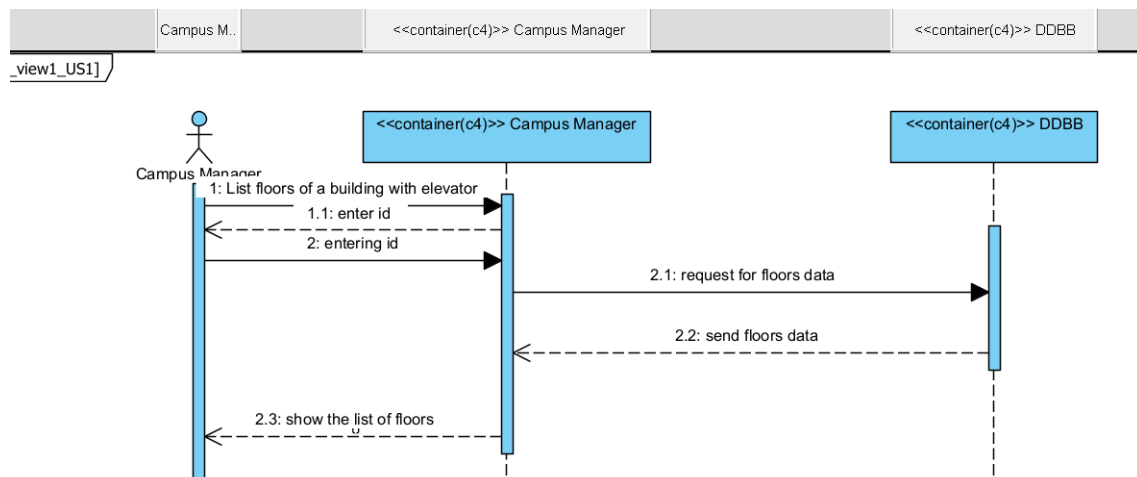 Campus M..
<<container(c4)>> Campus Manager
<<container(c4)>> DDBB
_view1_US1]
<<container(c4)>> Campus Manager
<<container(c4)>> DDBB
Campus Manager
1: List floors of a building with elevator
1.1: enter id
2: entering id
2.1: request for floors data
2.2: send floors data
2.3: show the list of floors